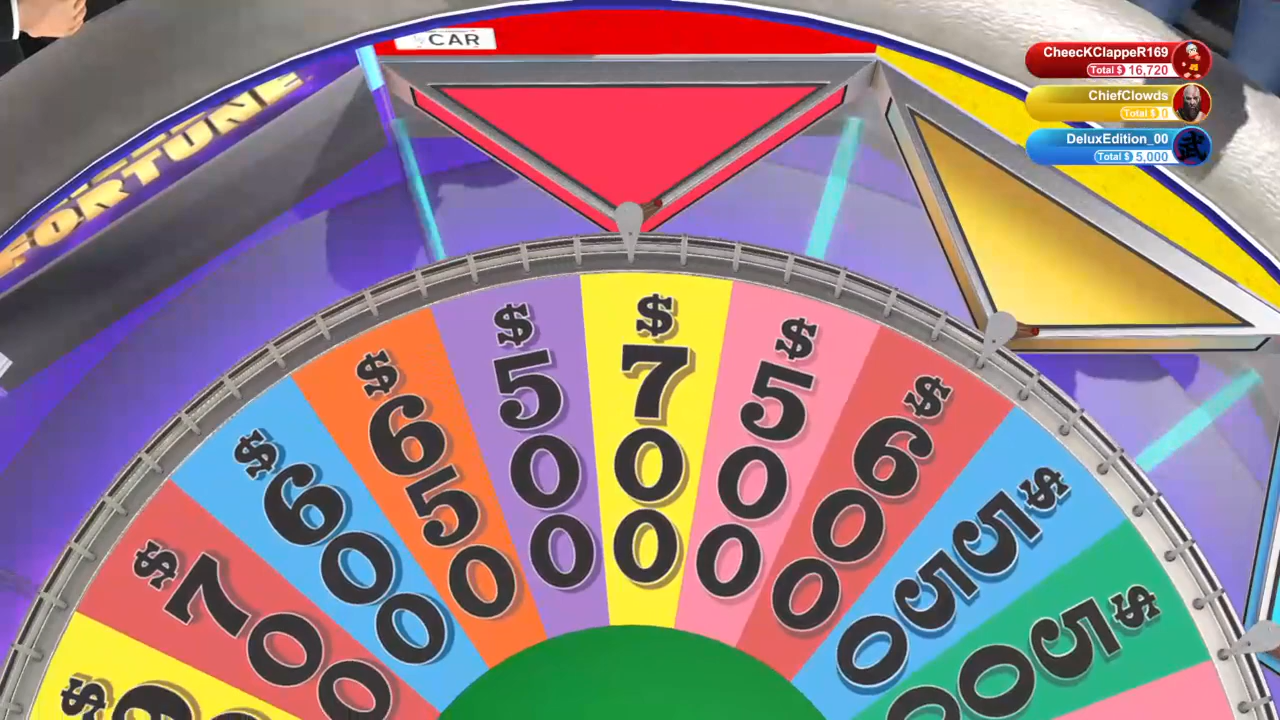 CAR
FORTUNE
CheecKClappeR169
Total $ 16,720
ChiefClowds
Total $ 0
DeluxEdition_00
Total $ 5,000
$700
$600
$650
$500
$700
$500
$600
$550
$500